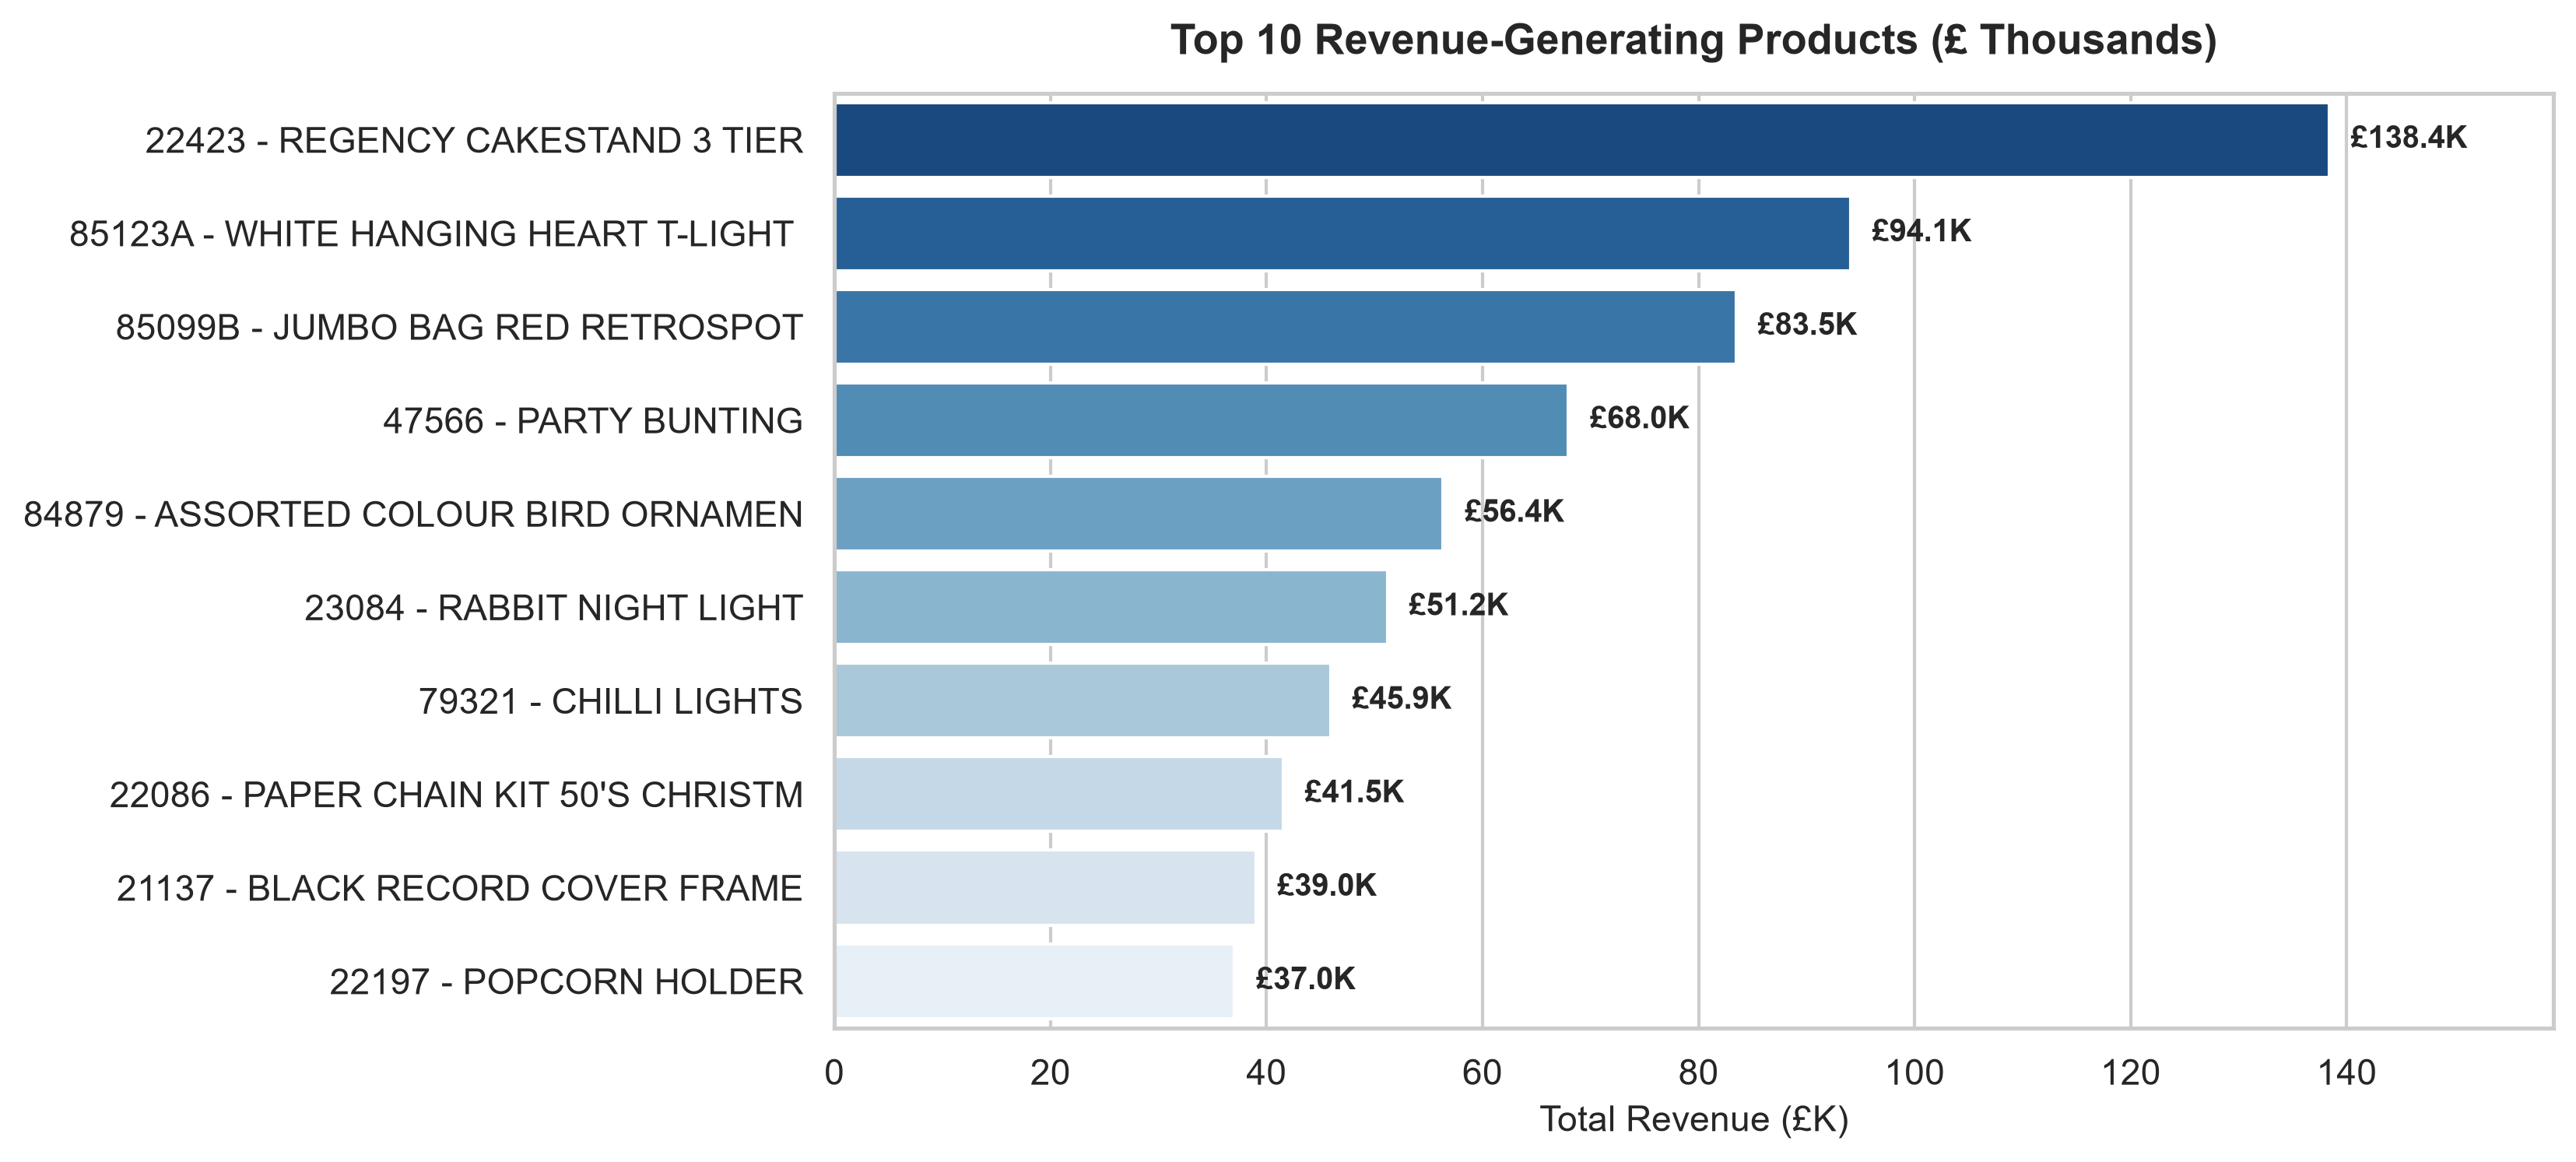 Top 10 Revenue-Generating Products (£ Thousands)
22423 - REGENCY CAKESTAND 3 TIER £138.4K
85123A - WHITE HANGING HEART T-LIGHT £94.1K
85099B - JUMBO BAG RED RETROSPOT £83.5K
47566 - PARTY BUNTING £68.0K
84879 - ASSORTED COLOUR BIRD ORNAMEN £56.4K
23084 - RABBIT NIGHT LIGHT £51.2K
79321 - CHILLI LIGHTS £45.9K
22086 - PAPER CHAIN KIT 50'S CHRISTM £41.5K
21137 - BLACK RECORD COVER FRAME £39.0K
22197 - POPCORN HOLDER £37.0K
0 20 40 60 80 100 120 140
Total Revenue (£K)